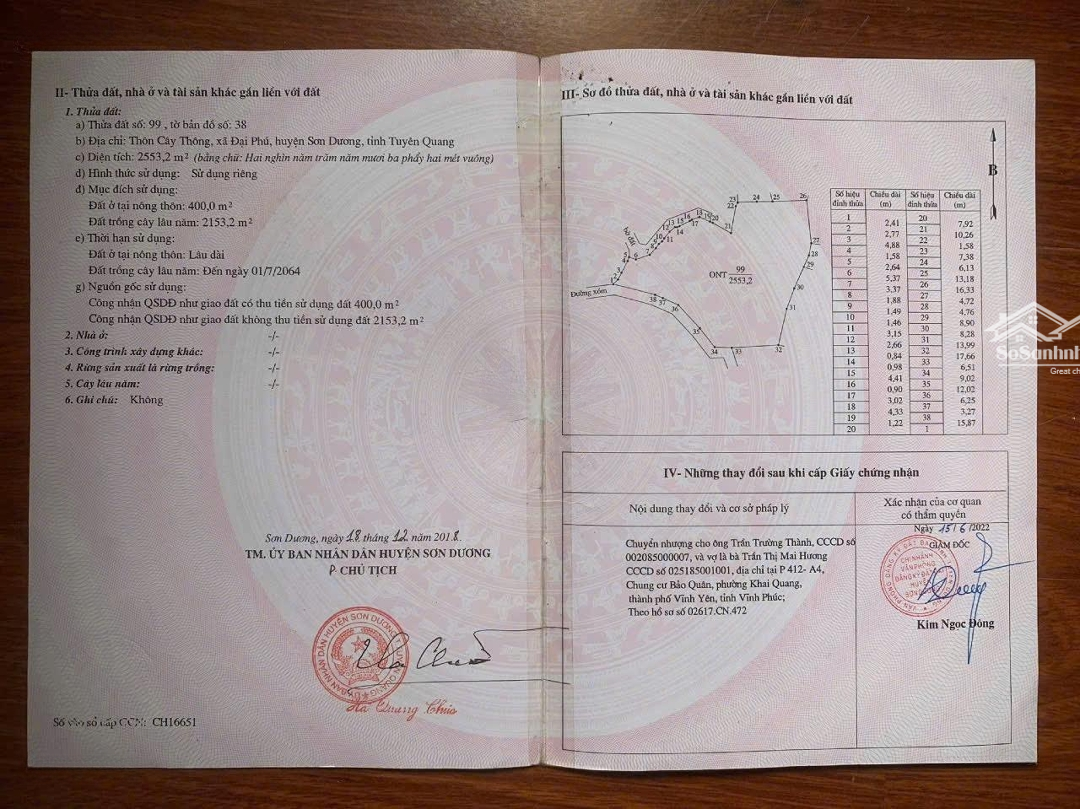 II- Thửa đất, nhà ở và tài sản khác gắn liền với đất
1. Thửa đất:
a) Thửa đất số: 99 , tờ bản đồ số: 38
b) Địa chỉ: Thôn Cây Thông, xã Đại Phú, huyện Sơn Dương, tỉnh Tuyên Quang
c) Diện tích: 2553,2 m² (bằng chữ: Hai nghìn năm trăm năm mươi ba phẩy hai mét vuông)
d) Hình thức sử dụng: Sử dụng riêng
đ) Mục đích sử dụng:
Đất ở tại nông thôn: 400,0 m²
Đất trồng cây lâu năm: 2153,2 m²
e) Thời hạn sử dụng:
Đất ở tại nông thôn: Lâu dài
Đất trồng cây lâu năm: Đến ngày 01/7/2064
g) Nguồn gốc sử dụng:
Công nhận QSDĐ như giao đất có thu tiền sử dụng đất 400,0 m²
Công nhận QSDĐ như giao đất không thu tiền sử dụng đất 2153,2 m²
2. Nhà ở: -/-
3. Công trình xây dựng khác: -/-
4. Rừng sản xuất là rừng trồng: -/-
5. Cây lâu năm: -/-
6. Ghi chú: Không
Sơn Dương, ngày 18 tháng 12 năm 2018
TM. ỦY BAN NHÂN DÂN HUYỆN SƠN DƯƠNG
P CHỦ TỊCH
Hà Quang Chúc
Số vào sổ cấp GCN: CH16651
III- Sơ đồ thửa đất, nhà ở và tài sản khác gắn liền với đất
B
ONT 99
2553,2
Đường Xóm
Số hiệu đỉnh thửa Chiều dài (m) Số hiệu đỉnh thửa Chiều dài (m)
1 20
2,41 7,92
2 21
2,77 10,26
3 22
4,88 1,58
4 23
1,58 7,38
5 24
2,64 6,13
6 25
5,37 13,18
7 26
3,37 16,33
8 27
1,88 4,72
9 28
1,49 4,76
10 29
1,46 8,90
11 30
3,15 8,28
12 31
2,66 13,99
13 32
0,84 17,66
14 33
0,98 6,51
15 34
4,41 9,02
16 35
0,90 12,02
17 36
3,02 6,25
18 37
4,33 3,27
19 38
1,22 15,87
20 1
SoSanhNh
Great ch
IV- Những thay đổi sau khi cấp Giấy chứng nhận
Nội dung thay đổi và cơ sở pháp lý
Xác nhận của cơ quan
có thẩm quyền
Chuyển nhượng cho ông Trần Trường Thành, CCCD số
002085000007, và vợ là bà Trần Thị Mai Hương
CCCD số 025185001001, địa chỉ tại P 412- A4,
Chung cư Bảo Quân, phường Khai Quang,
thành phố Vĩnh Yên, tỉnh Vĩnh Phúc;
Theo hồ sơ số 02617.CN.472
Ngày 15/6/2022
GIÁM ĐỐC
CHI NHÁNH
VĂN PHÒNG
ĐĂNG KÝ ĐẤT ĐAI
HUYỆN
SƠN DƯƠNG
Kim Ngọc Đông